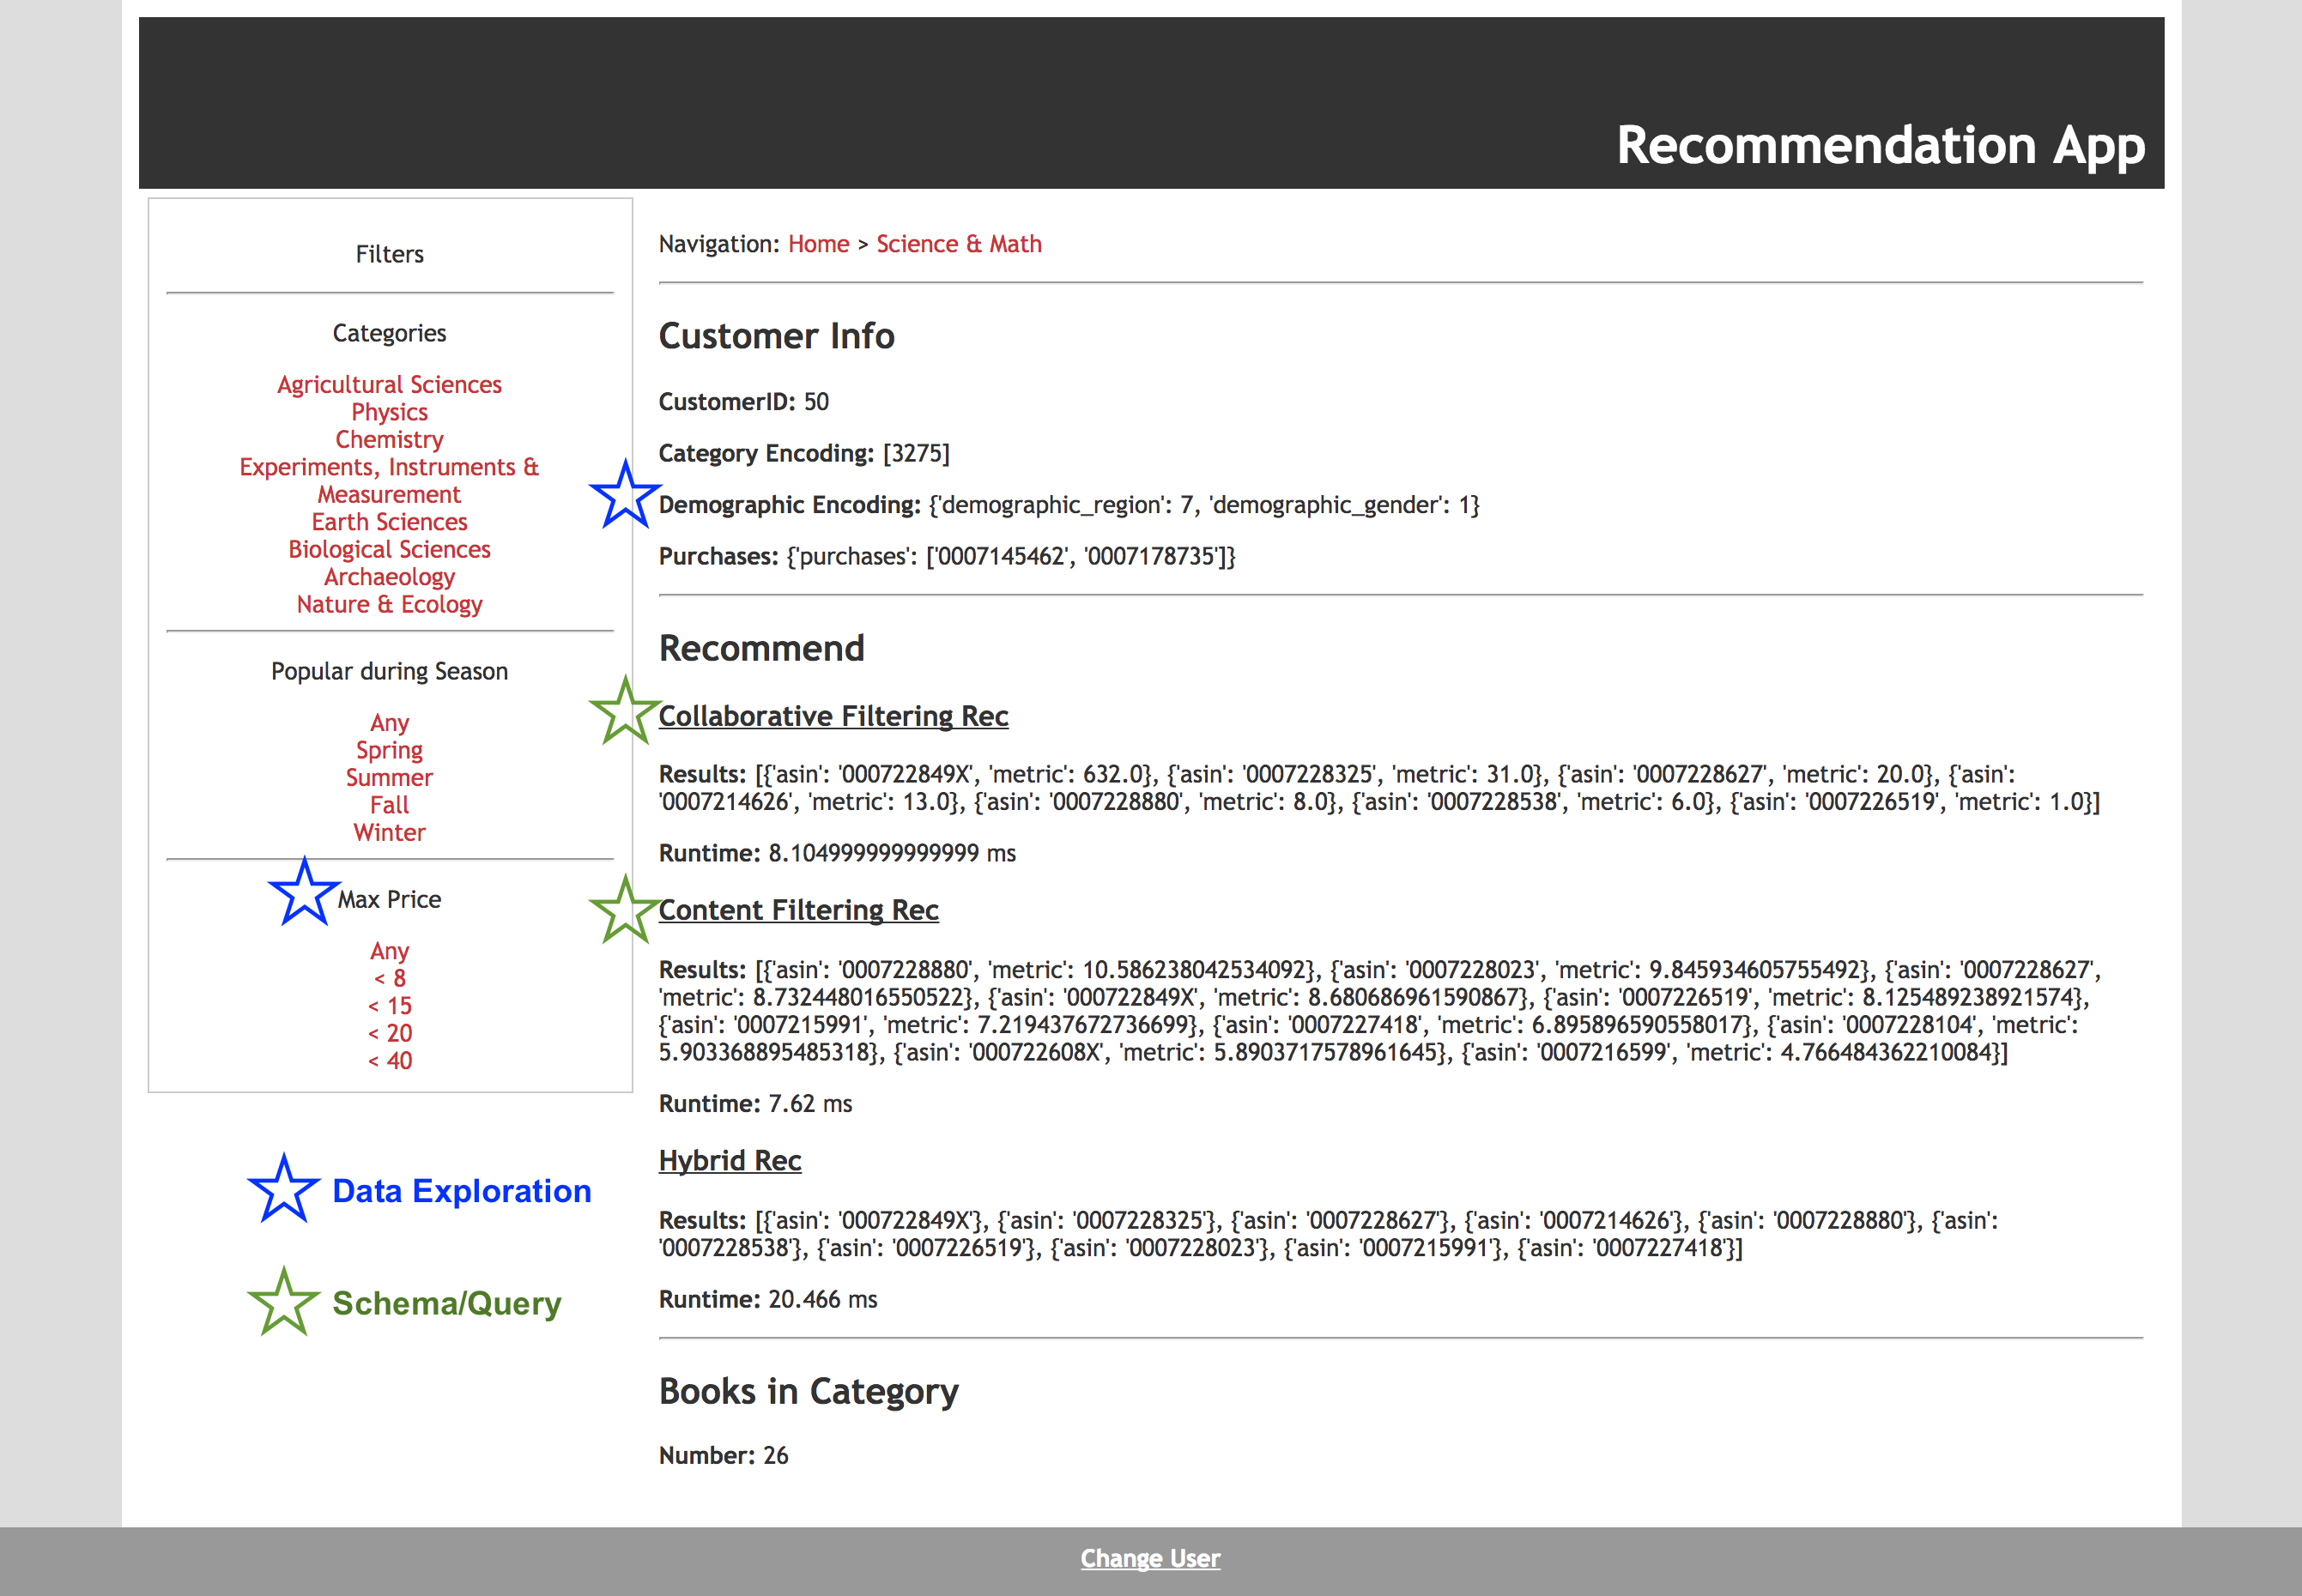 Recommendation App
Filters
Categories
Agricultural Sciences
Physics
Chemistry
Experiments, Instruments &
Measurement
Earth Sciences
Biological Sciences
Archaeology
Nature & Ecology
Popular during Season
Any
Spring
Summer
Fall
Winter
Max Price
Any
< 8
< 15
< 20
< 40
Data Exploration
Schema/Query
Navigation: Home > Science & Math
Customer Info
CustomerID: 50
Category Encoding: [3275]
Demographic Encoding: {'demographic_region': 7, 'demographic_gender': 1}
Purchases: {'purchases': ['0007145462', '0007178735']}
Recommend
Collaborative Filtering Rec
Results: [{'asin': '000722849X', 'metric': 632.0}, {'asin': '0007228325', 'metric': 31.0}, {'asin': '0007228627', 'metric': 20.0}, {'asin':
'0007214626', 'metric': 13.0}, {'asin': '0007228880', 'metric': 8.0}, {'asin': '0007228538', 'metric': 6.0}, {'asin': '0007226519', 'metric': 1.0}]
Runtime: 8.104999999999999 ms
Content Filtering Rec
Results: [{'asin': '0007228880', 'metric': 10.586238042534092}, {'asin': '0007228023', 'metric': 9.845934605755492}, {'asin': '0007228627',
'metric': 8.732448016550522}, {'asin': '000722849X', 'metric': 8.680686961590867}, {'asin': '0007226519', 'metric': 8.125489238921574},
{'asin': '0007215991', 'metric': 7.219437672736699}, {'asin': '0007227418', 'metric': 6.895896590558017}, {'asin': '0007228104', 'metric':
5.903368895485318}, {'asin': '000722608X', 'metric': 5.8903717578961645}, {'asin': '0007216599', 'metric': 4.766484362210084}]
Runtime: 7.62 ms
Hybrid Rec
Results: [{'asin': '000722849X'}, {'asin': '0007228325'}, {'asin': '0007228627'}, {'asin': '0007214626'}, {'asin': '0007228880'}, {'asin':
'0007228538'}, {'asin': '0007226519'}, {'asin': '0007228023'}, {'asin': '0007215991'}, {'asin': '0007227418'}]
Runtime: 20.466 ms
Books in Category
Number: 26
Change User